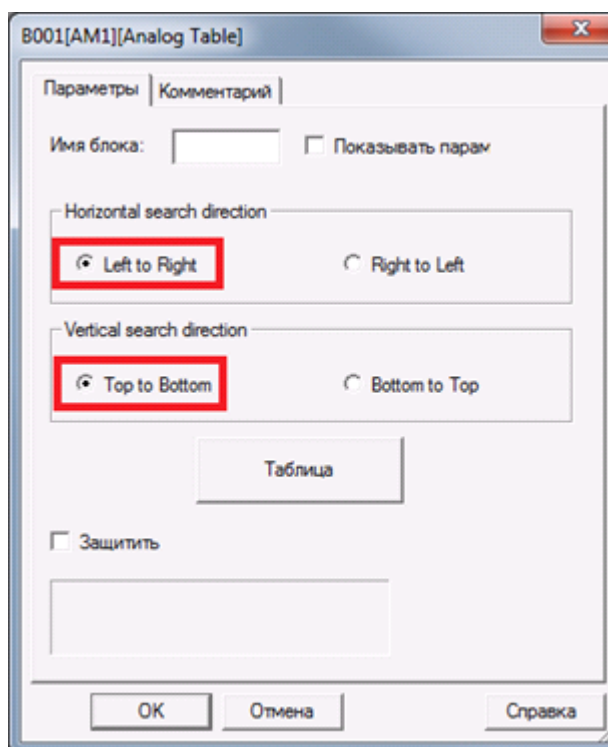 B001[AM1][Analog Table]
Параметры Комментарий
Имя блока: Показывать парам
Horizontal search direction
Left to Right Right to Left
Vertical search direction
Top to Bottom Bottom to Top
Таблица
Защитить
OK Отмена Справка